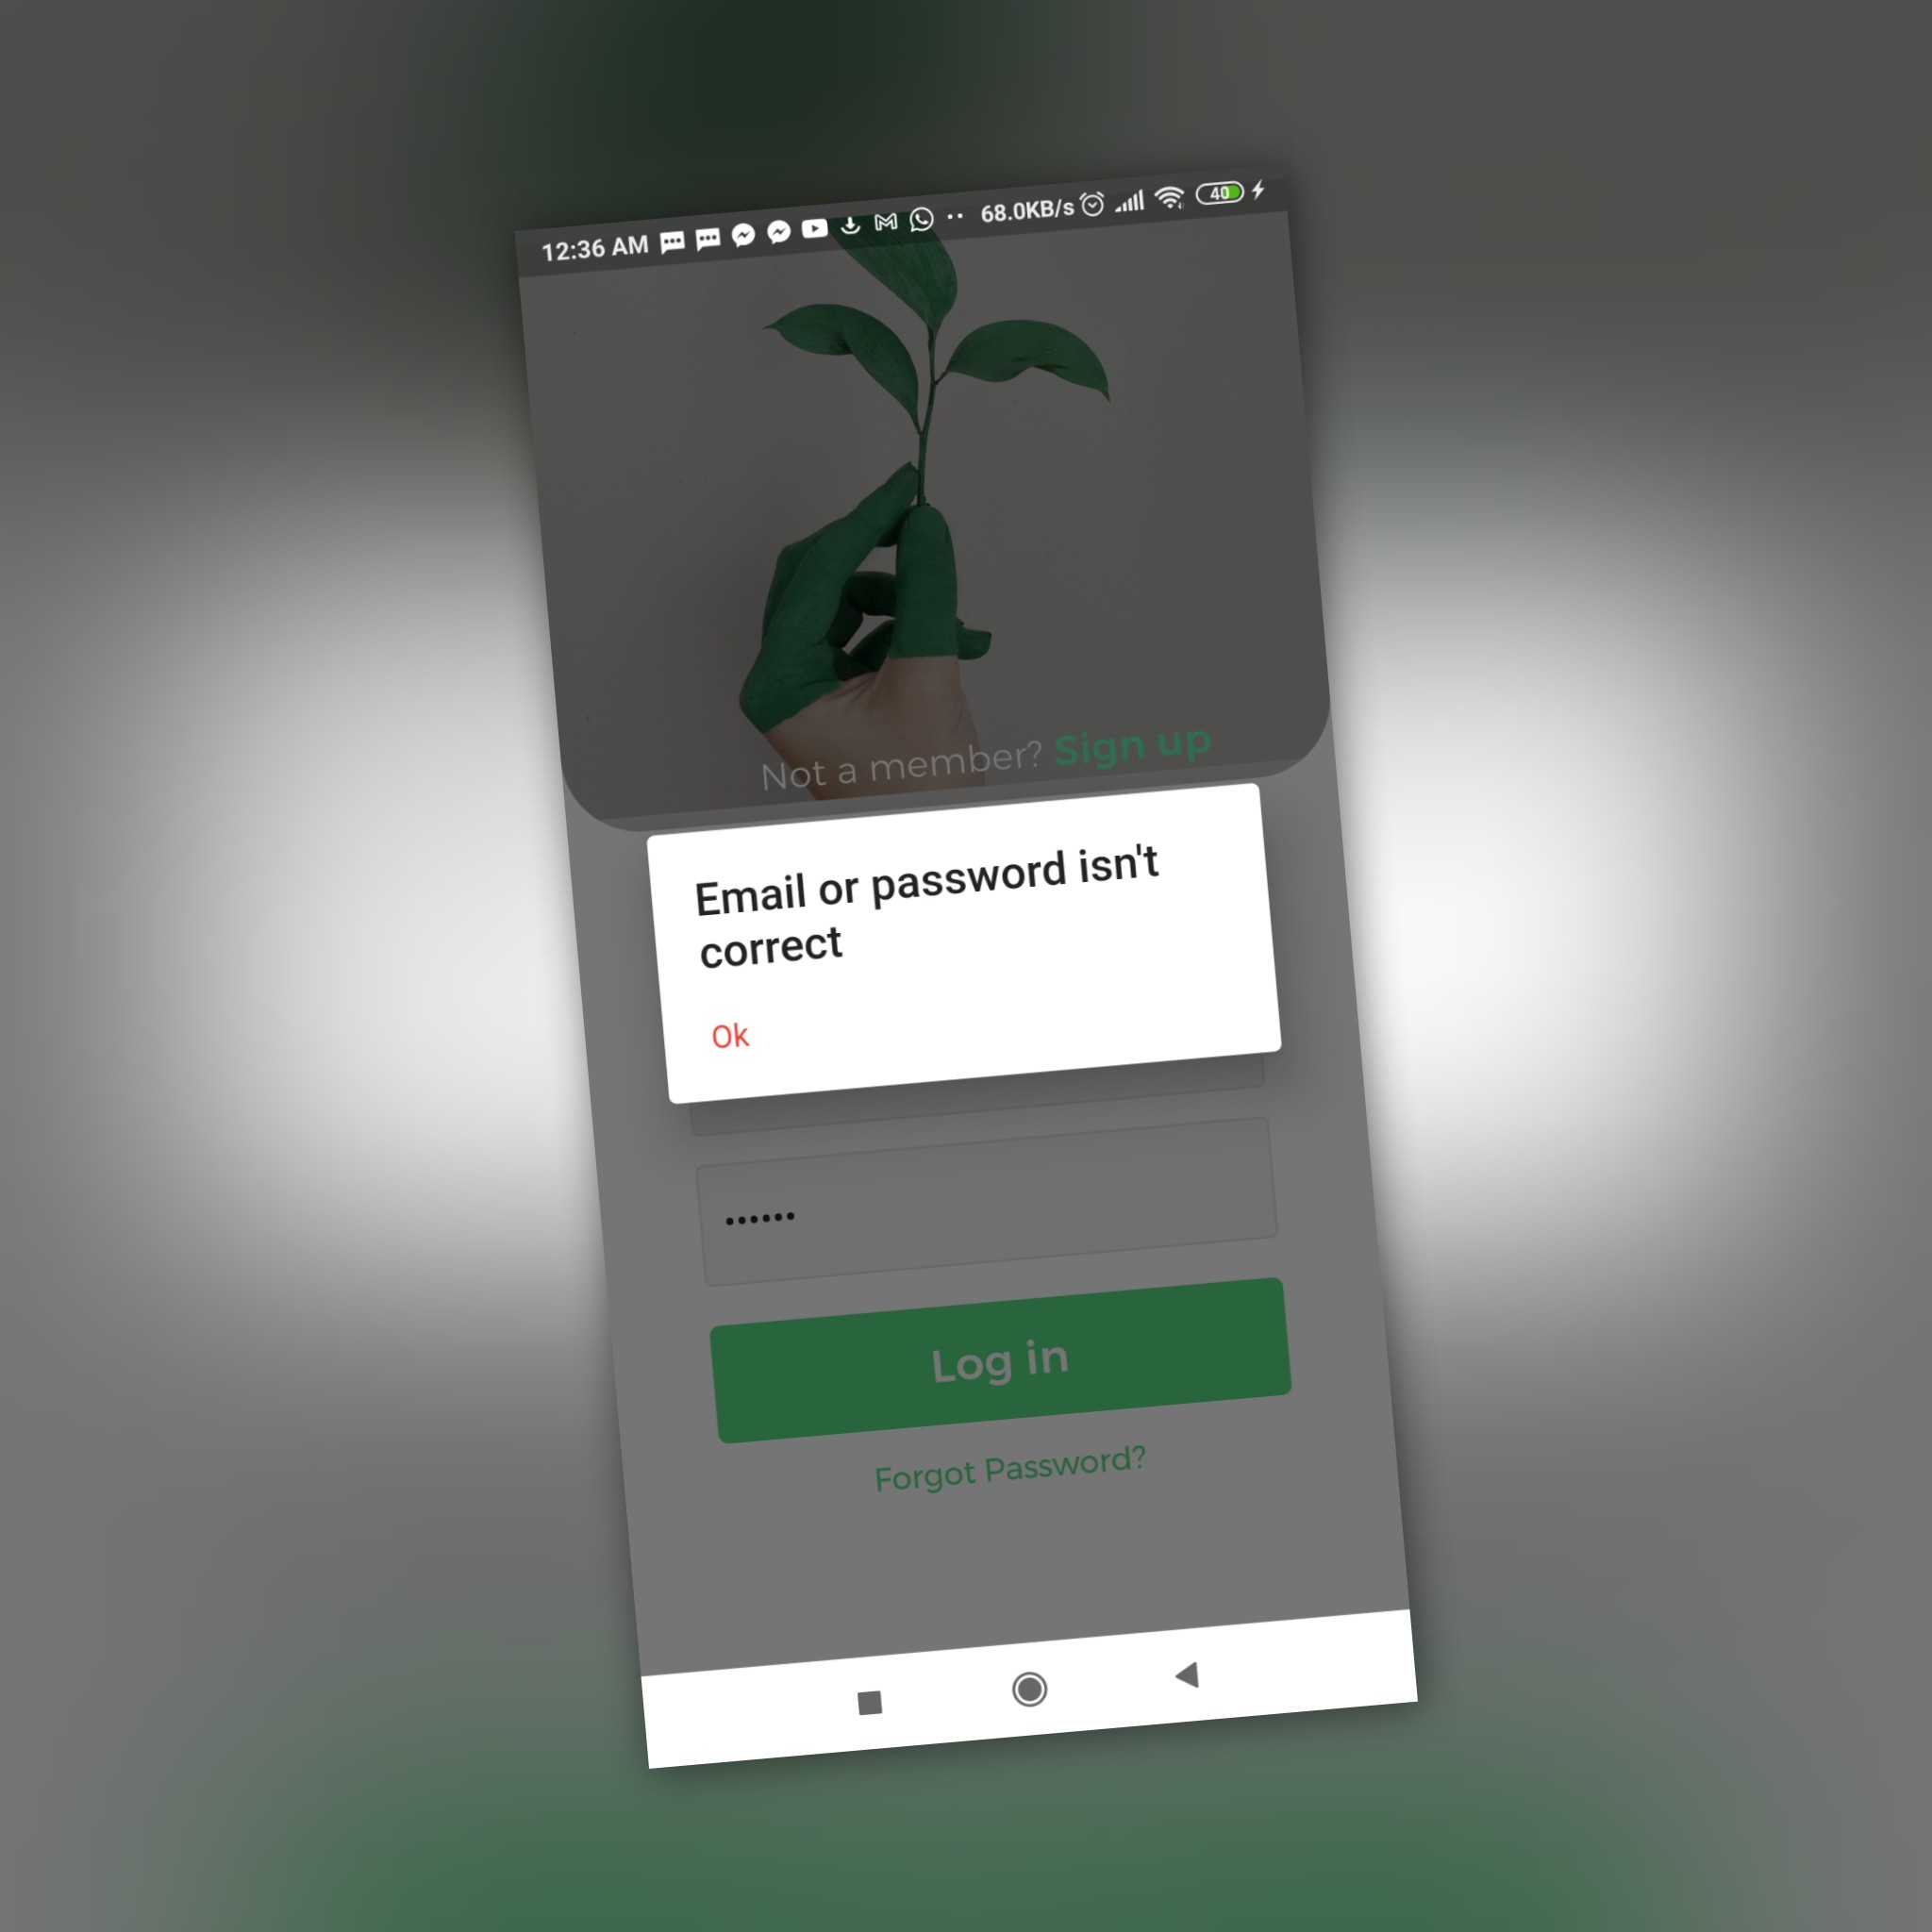 12:36 AM 68.0KB/s 40
Not a member? Sign up
Email or password isn't
correct
Ok
••••••
Log in
Forgot Password?